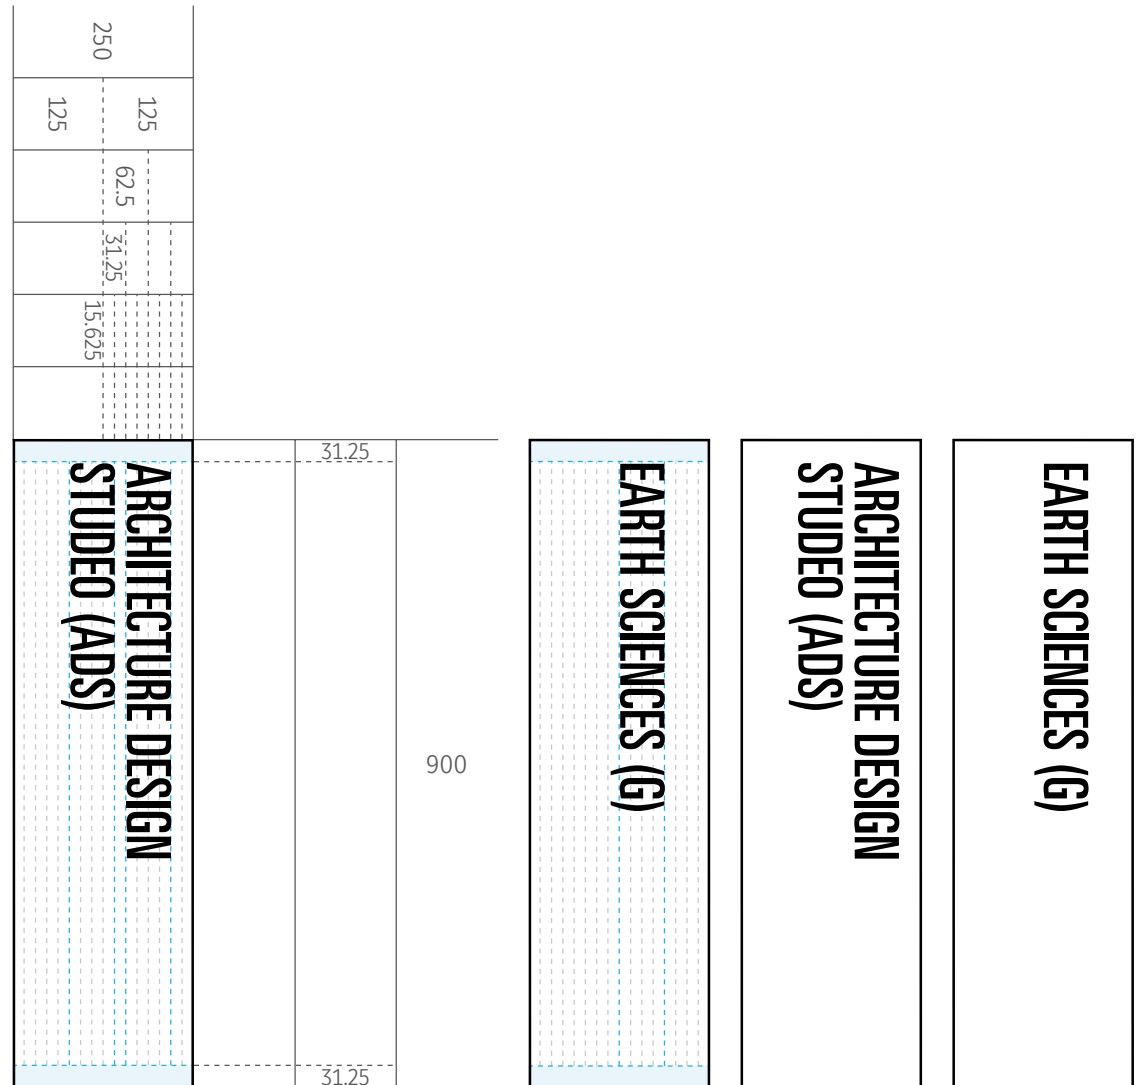 250
125
125
62.5
31.25
15.625
31.25
900
31.25
ARCHITECTURE DESIGN
STUDEO (ADS)
EARTH SCIENCES (G)
ARCHITECTURE DESIGN
STUDEO (ADS)
EARTH SCIENCES (G)